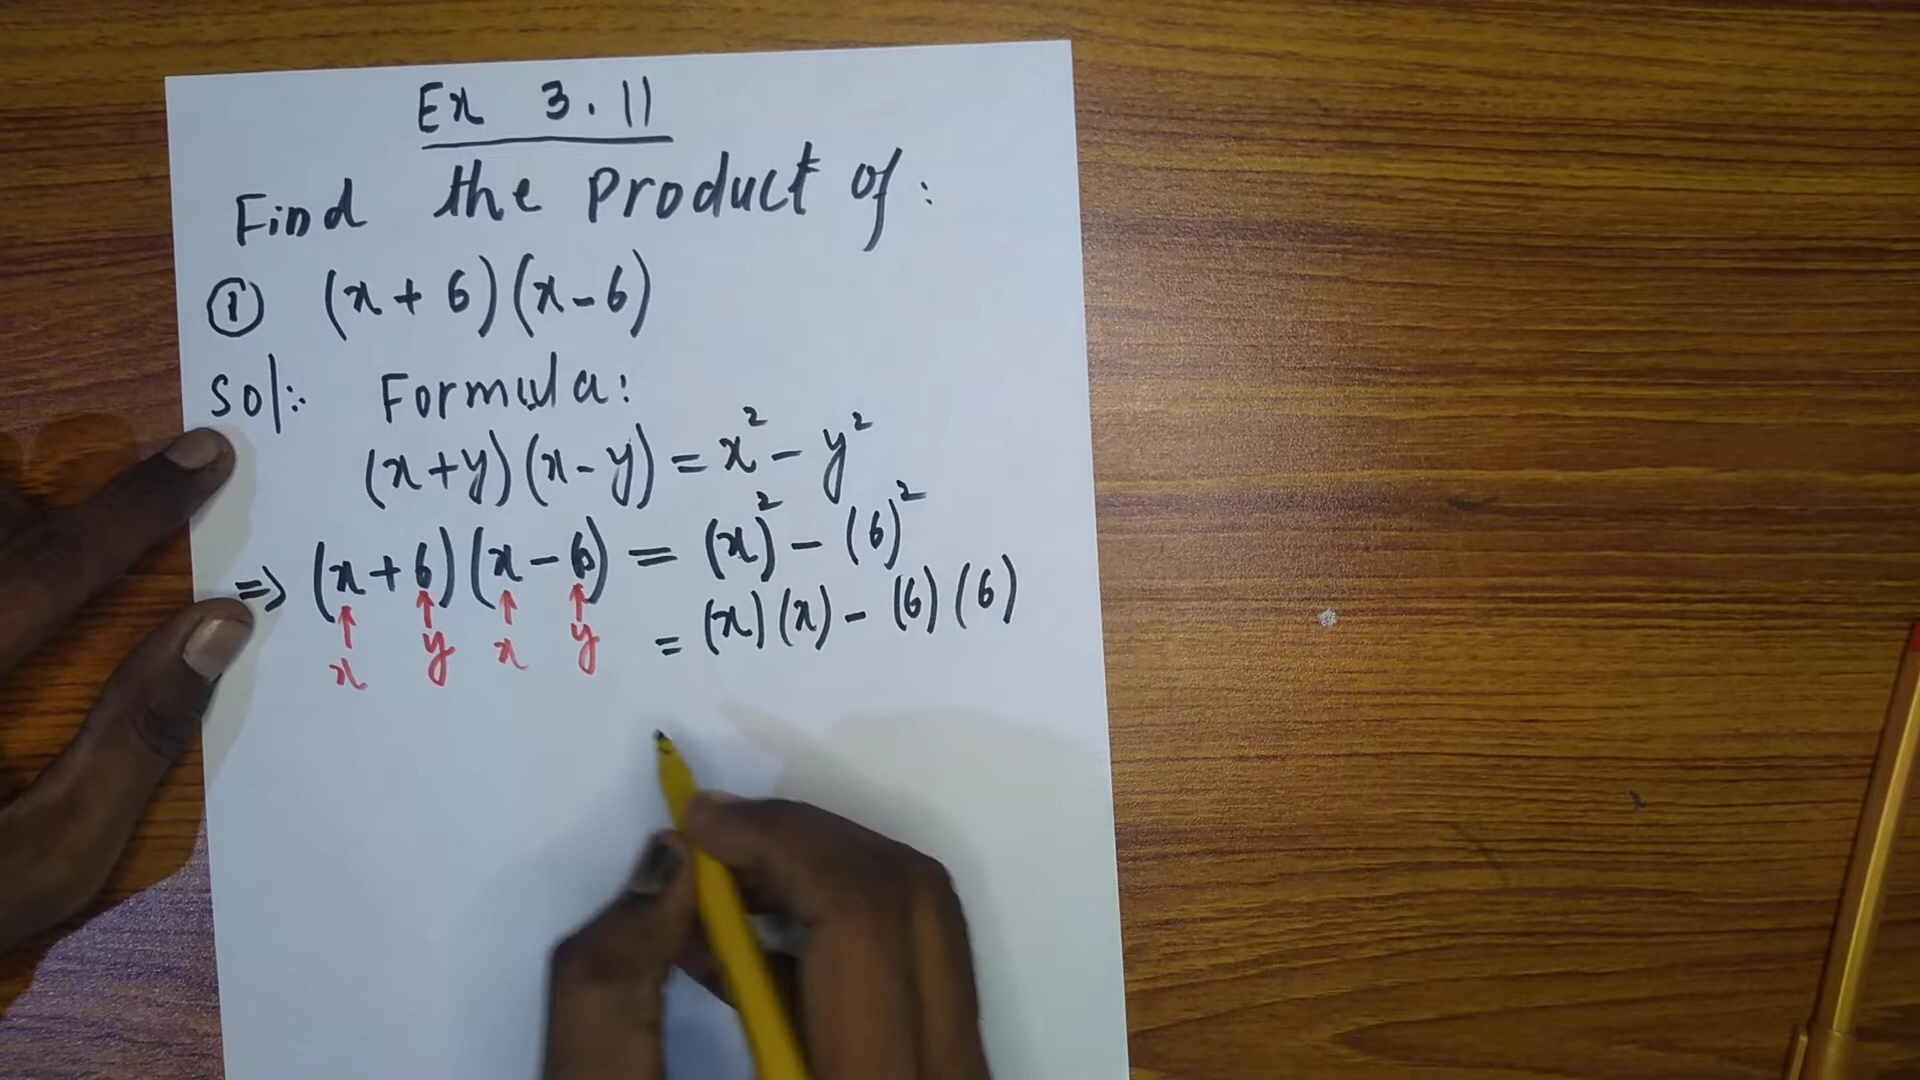 Ex 3.11
Find the Product of:
① (x+6)(x-6)
Sol: Formula:
(x+y)(x-y) = x² - y²
=> (x+6)(x-6) = (x)² - (6)²
↑ ↑ ↑ ↑
x y x y
= (x)(x) - (6)(6)